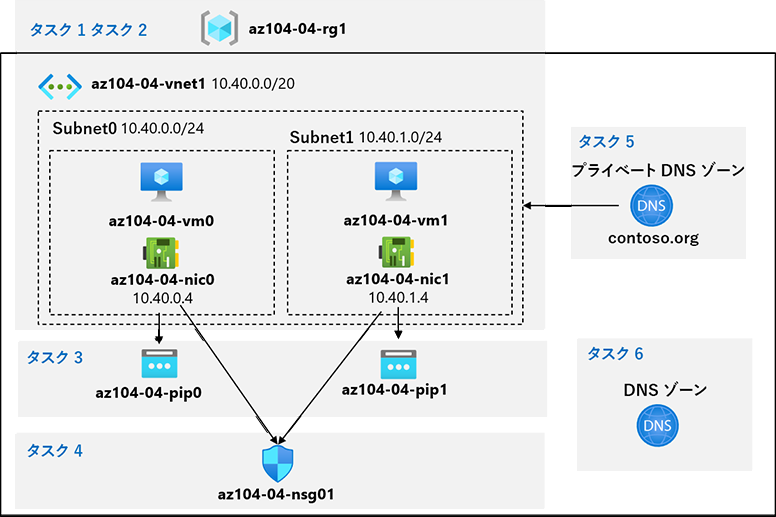 タスク 1 タスク 2
az104-04-rg1
az104-04-vnet1 10.40.0.0/20
Subnet0 10.40.0.0/24
Subnet1 10.40.1.0/24
az104-04-vm0
az104-04-vm1
az104-04-nic0
10.40.0.4
az104-04-nic1
10.40.1.4
タスク 5
プライベート DNS ゾーン
DNS
contoso.org
タスク 3
az104-04-pip0
az104-04-pip1
タスク 6
DNS ゾーン
DNS
タスク 4
az104-04-nsg01